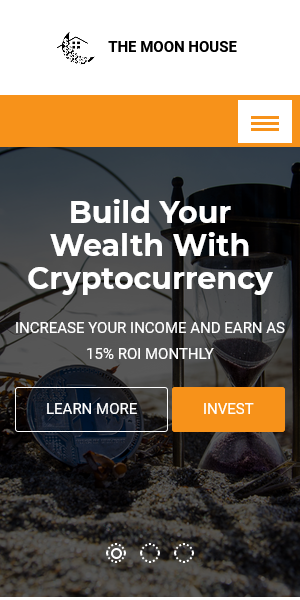 THE MOON HOUSE
Build Your
Wealth With
Cryptocurrency
INCREASE YOUR INCOME AND EARN AS
15% ROI MONTHLY
LEARN MORE
INVEST